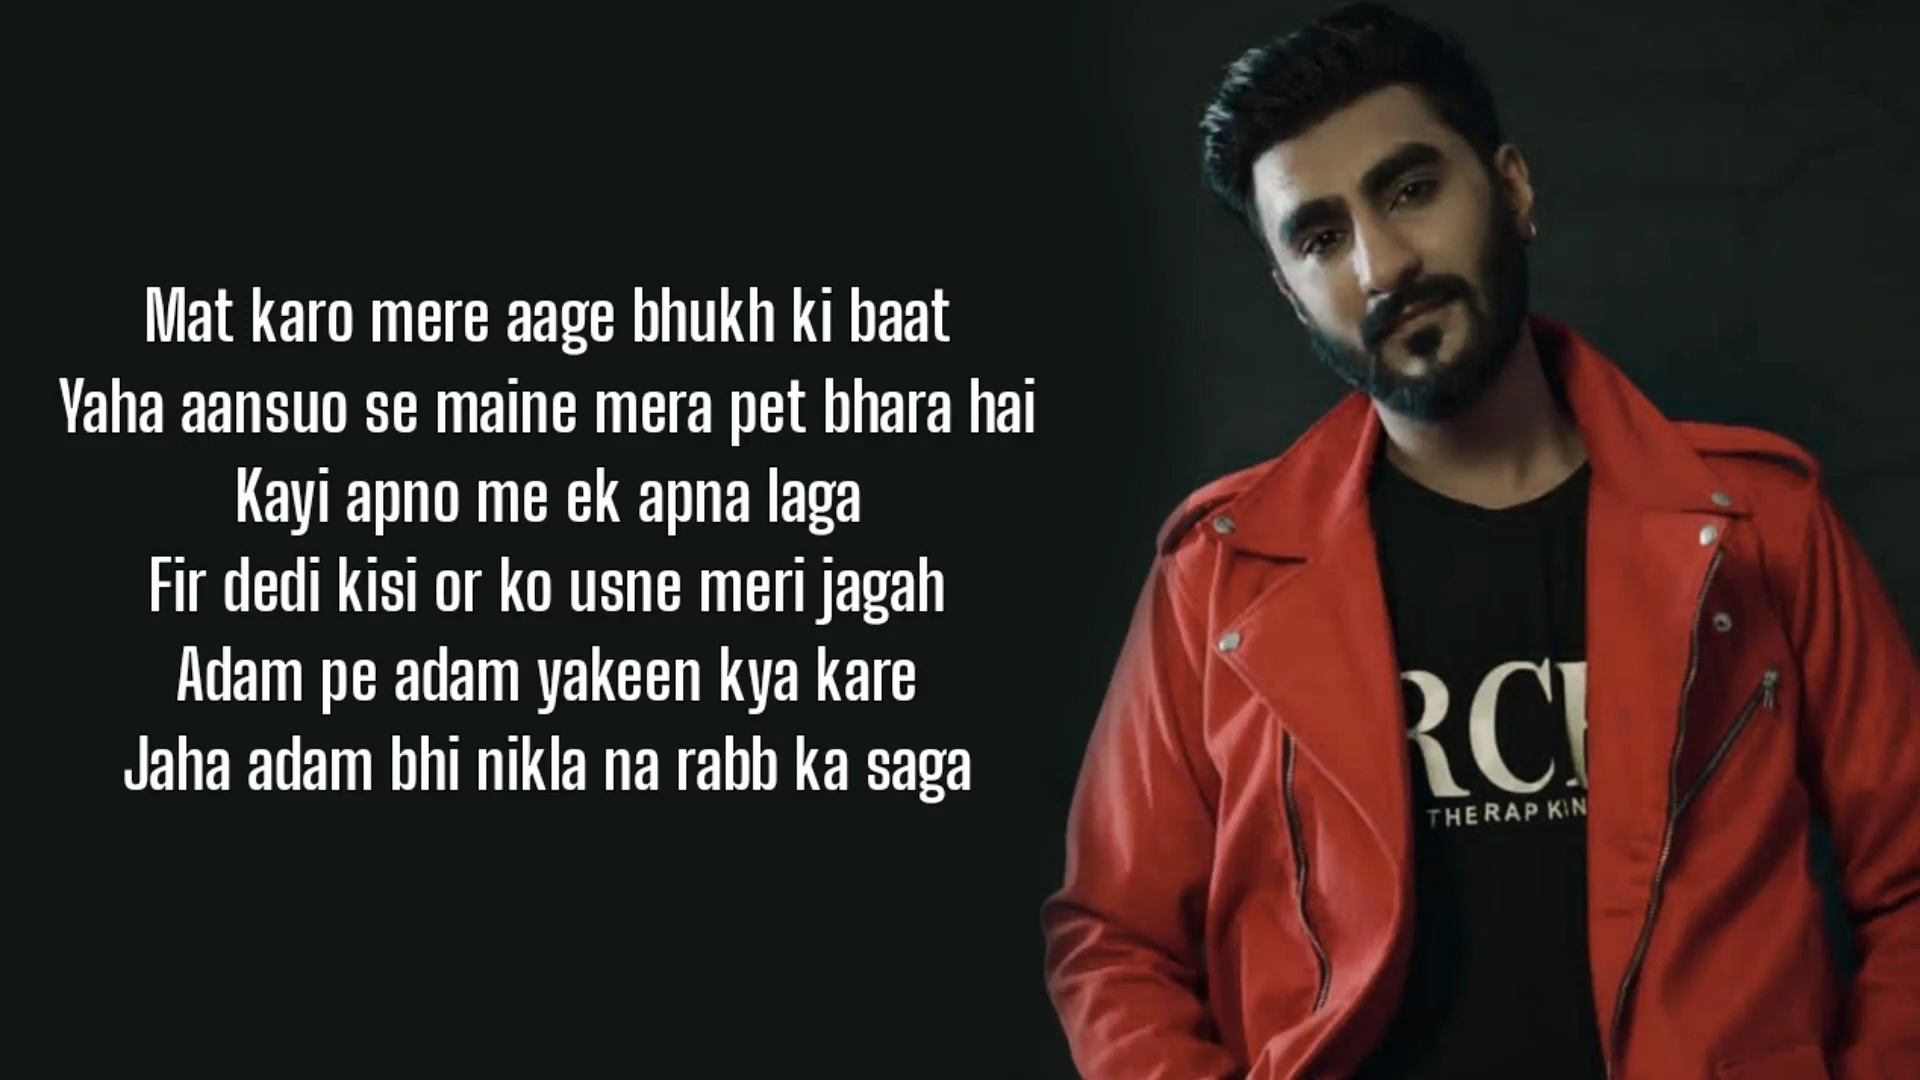 Mat karo mere aage bhukh ki baat
Yaha aansuo se maine mera pet bhara hai
Kayi apno me ek apna laga
Fir dedi kisi or ko usne meri jagah
Adam pe adam yakeen kya kare
Jaha adam bhi nikla na rabb ka saga
RCE
THE RAP KIN